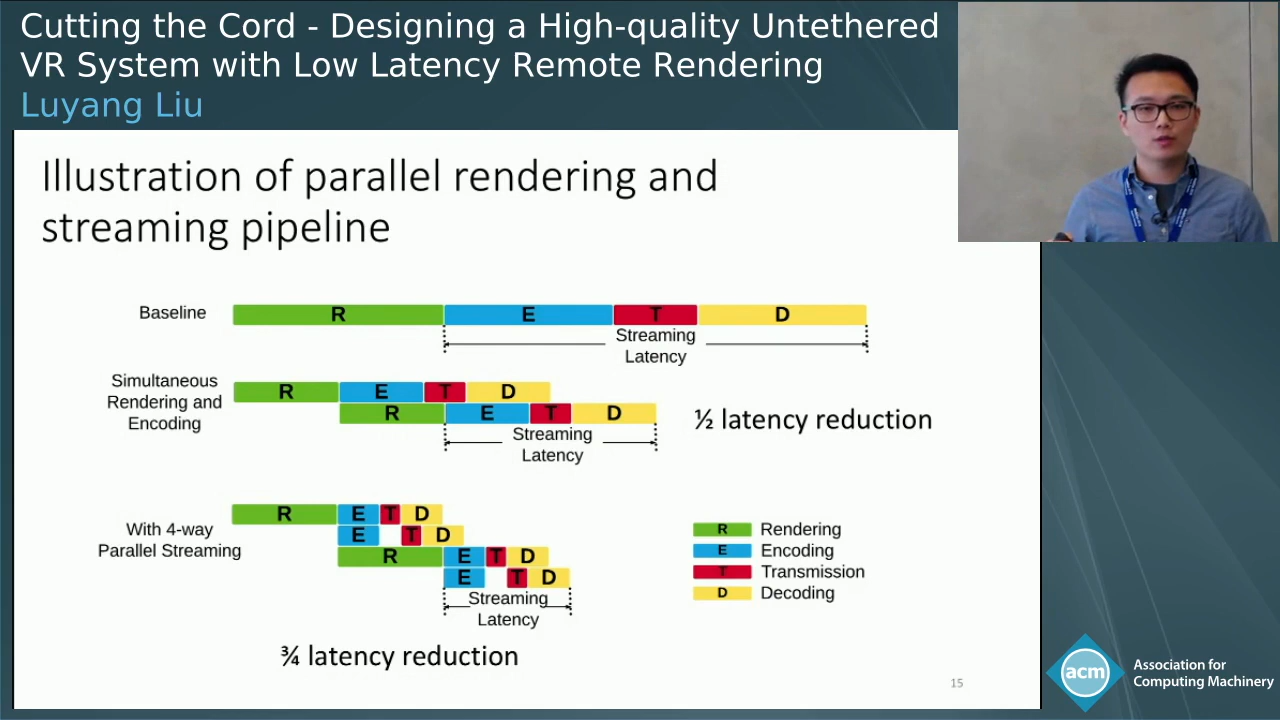 Cutting the Cord - Designing a High-quality Untethered
VR System with Low Latency Remote Rendering
Luyang Liu
Illustration of parallel rendering and
streaming pipeline
Baseline
R E T D
Streaming
Latency
Simultaneous
Rendering and
Encoding
R E T D
R E T D
Streaming
Latency
½ latency reduction
With 4-way
Parallel Streaming
R E T D
E T D
R E T D
E T D
Streaming
Latency
R Rendering
E Encoding
T Transmission
D Decoding
¾ latency reduction
15
acm
Association for
Computing Machinery